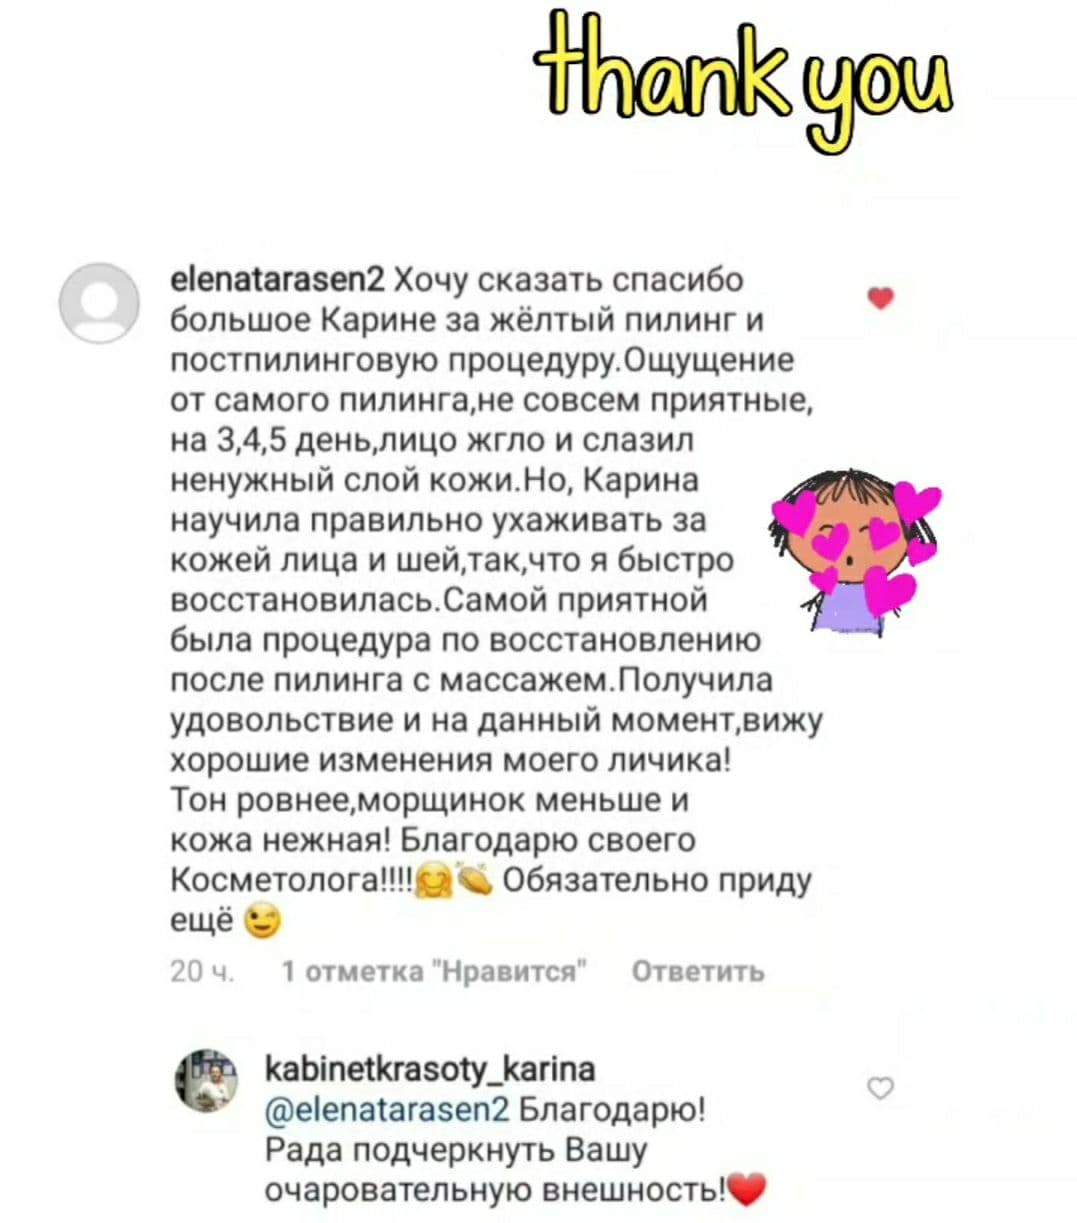 thank you
elenatarasen2 Хочу сказать спасибо
большое Карине за жёлтый пилинг и
постпилинговую процедуру.Ощущение
от самого пилинга,не совсем приятные,
на 3,4,5 день,лицо жгло и слазил
ненужный слой кожи.Но, Карина
научила правильно ухаживать за
кожей лица и шей,так,что я быстро
восстановилась.Самой приятной
была процедура по восстановлению
после пилинга с массажем.Получила
удовольствие и на данный момент,вижу
хорошие изменения моего личика!
Тон ровнее,морщинок меньше и
кожа нежная! Благодарю своего
Косметолога!!!!🤗👏 Обязательно приду
ещё 😉
20 ч. 1 отметка "Нравится" Ответить
kabinetkrasoty_karina
@elenatarasen2 Благодарю!
Рада подчеркнуть Вашу
очаровательную внешность!❤️